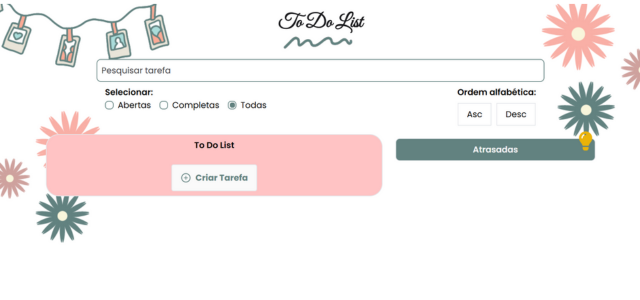 To Do List
Pesquisar tarefa
Selecionar:
Abertas Completas Todas
Ordem alfabética:
Asc Desc
To Do List
Criar Tarefa
Atrasadas